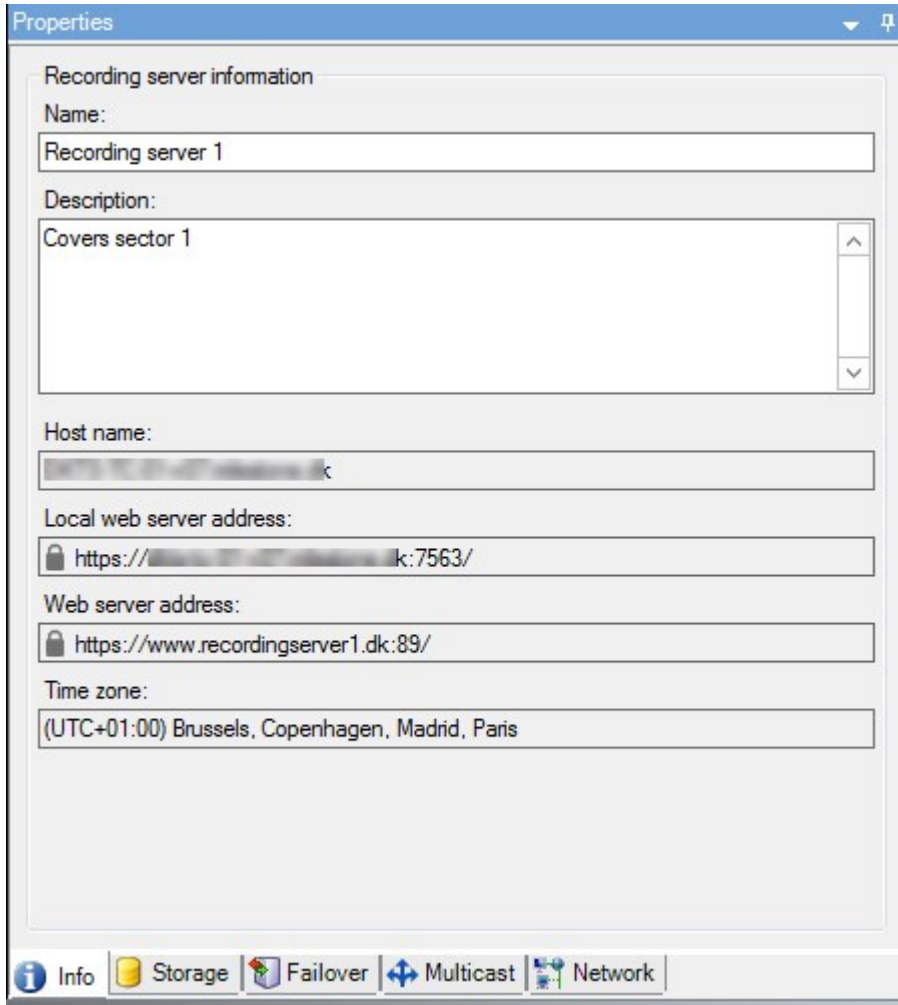 Properties
Recording server information
Name:
Recording server 1
Description:
Covers sector 1
Host name:
k
Local web server address:
https:// k:7563/
Web server address:
https://www.recordingserver1.dk:89/
Time zone:
(UTC+01:00) Brussels, Copenhagen, Madrid, Paris
Info Storage Failover Multicast Network